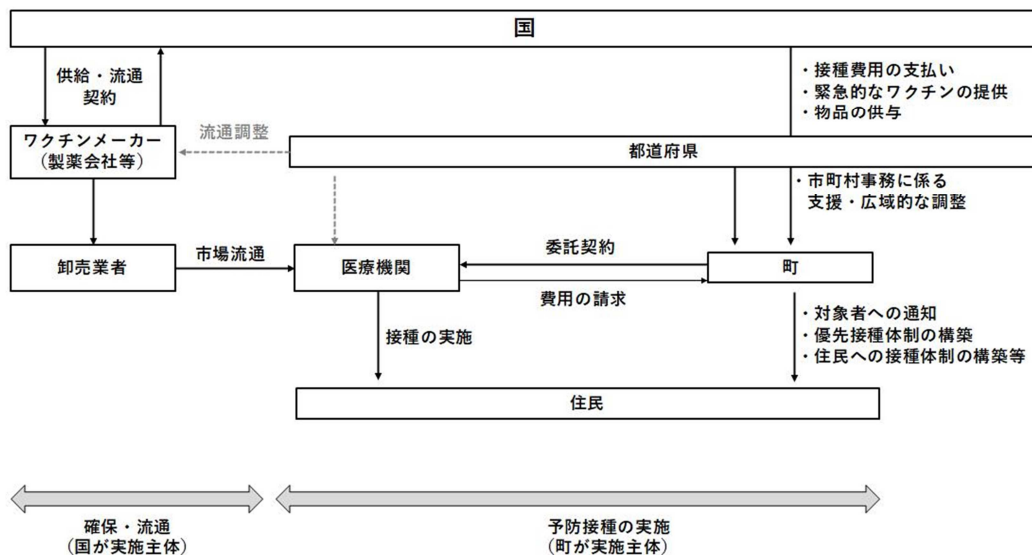 国
供給・流通
契約
・接種費用の支払い
・緊急的なワクチンの提供
・物品の供与
ワクチンメーカー
（製薬会社等）
流通調整
都道府県
・市町村事務に係る
支援・広域的な調整
卸売業者
市場流通
医療機関
委託契約
費用の請求
町
接種の実施
・対象者への通知
・優先接種体制の構築
・住民への接種体制の構築等
住民
確保・流通
（国が実施主体）
予防接種の実施
（町が実施主体）